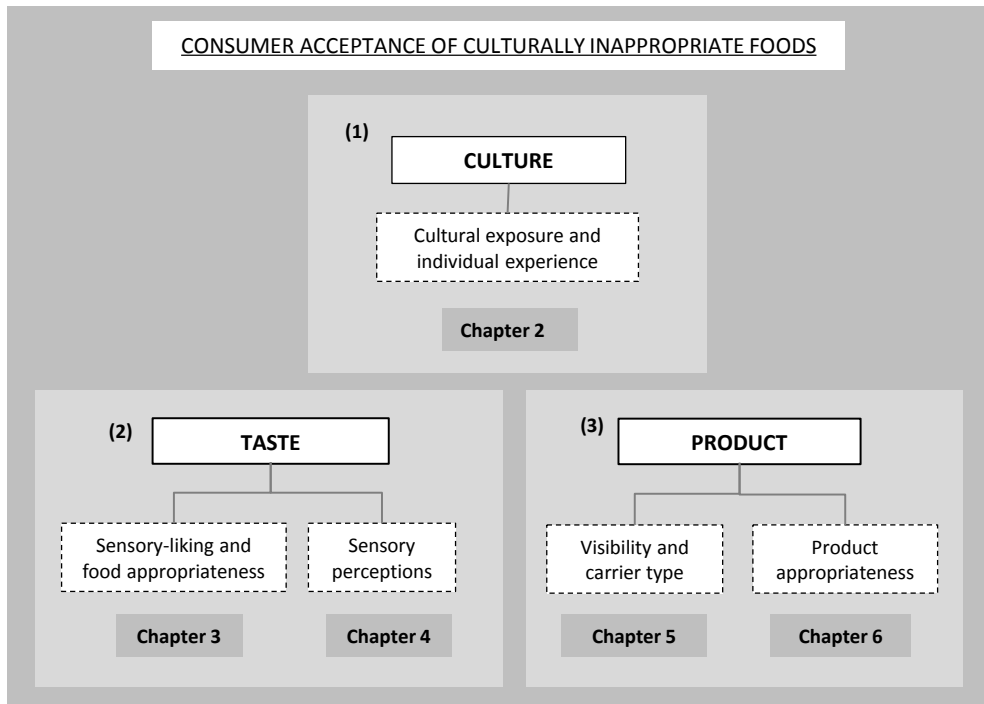 CONSUMER ACCEPTANCE OF CULTURALLY INAPPROPRIATE FOODS
(1)
CULTURE
Cultural exposure and
individual experience
Chapter 2
(2)
TASTE
Sensory-liking and
food appropriateness
Chapter 3
Sensory
perceptions
Chapter 4
(3)
PRODUCT
Visibility and
carrier type
Chapter 5
Product
appropriateness
Chapter 6